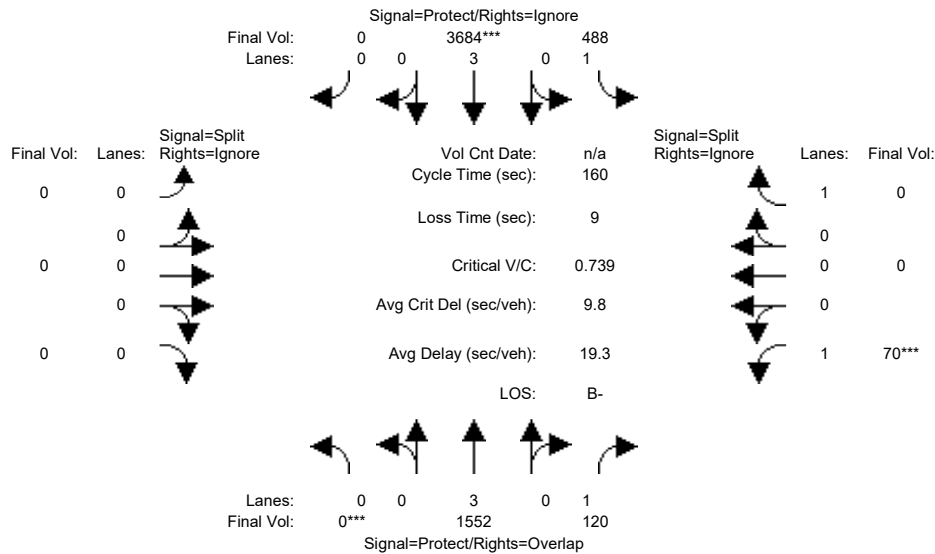 Signal=Protect/Rights=Ignore
Final Vol: 0 3684*** 488
Lanes: 0 0 3 0 1
Signal=Split
Final Vol: Lanes: Rights=Ignore
Vol Cnt Date: n/a
Signal=Split
Rights=Ignore Lanes: Final Vol:
Cycle Time (sec): 160
0 0
1 0
Loss Time (sec): 9
0
0
0 0
Critical V/C: 0.739
0 0
0
Avg Crit Del (sec/veh): 9.8
0
0 0
Avg Delay (sec/veh): 19.3
1 70***
LOS: B-
Lanes: 0 0 3 0 1
Final Vol: 0*** 1552 120
Signal=Protect/Rights=Overlap